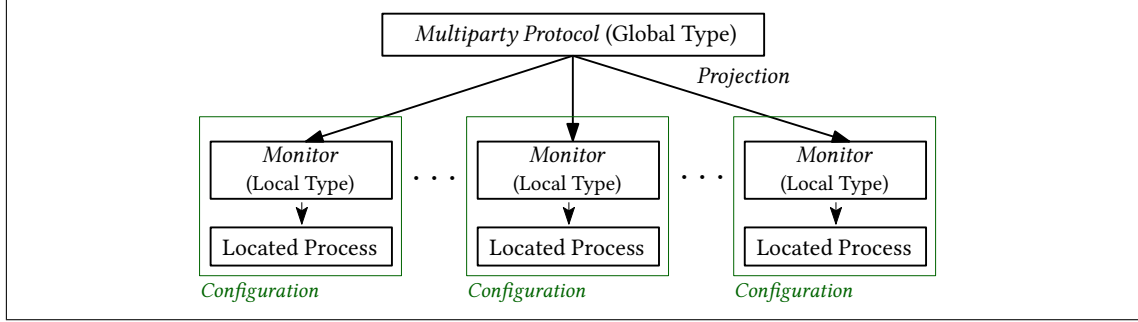 Multiparty Protocol (Global Type)
Projection
Monitor
(Local Type)
Located Process
Configuration
. . .
Monitor
(Local Type)
Located Process
Configuration
. . .
Monitor
(Local Type)
Located Process
Configuration